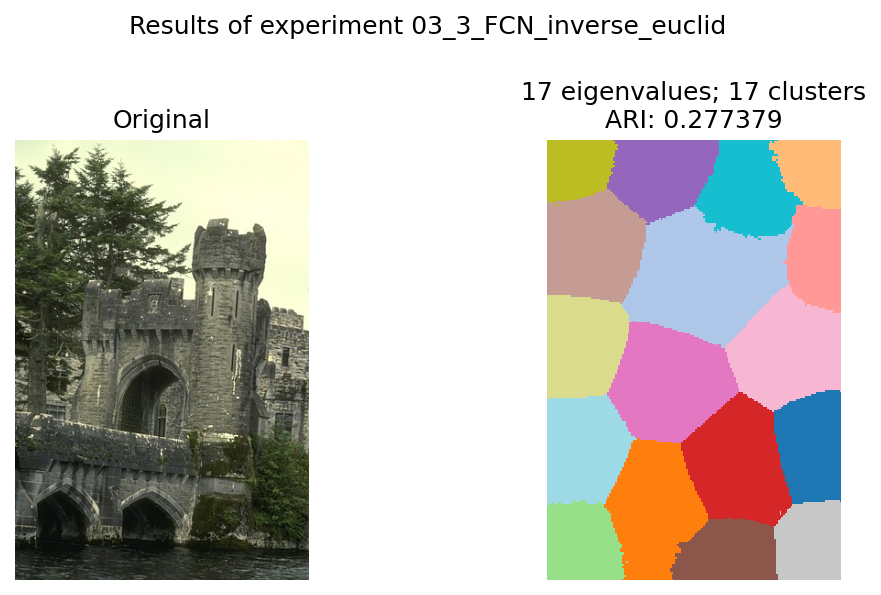 Results of experiment 03_3_FCN_inverse_euclid
Original
17 eigenvalues; 17 clusters
ARI: 0.277379